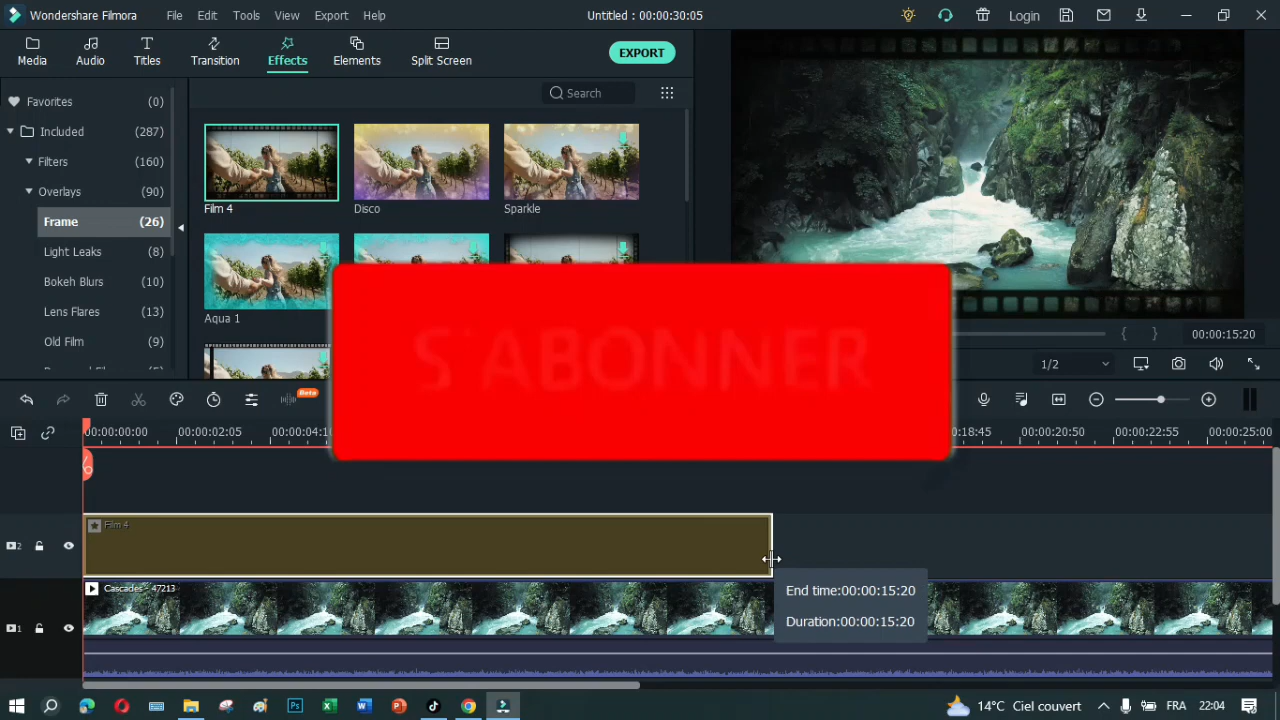 Wondershare Filmora File Edit Tools View Export Help Untitled : 00:00:30:05 Login
Media Audio Titles Transition Effects Elements Split Screen EXPORT
Favorites (0)
Search
Included (287)
Filters (160)
Overlays (90)
Frame (26)
Light Leaks (8)
Bokeh Blurs (10)
Lens Flares (13)
Old Film (9)
Film 4 Disco Sparkle
Aqua 1
S'ABONNER
{ } 00:00:15:20
1/2
Beta
00:00:00:00 00:00:02:05 00:00:04:10 :18:45 00:00:20:50 00:00:22:55 00:00:25:00
Film 4
2
Cascades - 47213
1
End time:00:00:15:20
Duration:00:00:15:20
14°C Ciel couvert FRA 22:04